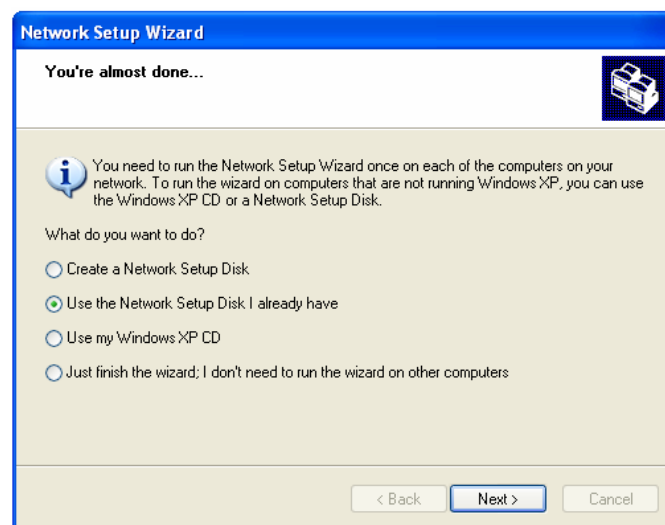 Network Setup Wizard
You're almost done...
You need to run the Network Setup Wizard once on each of the computers on your
network. To run the wizard on computers that are not running Windows XP, you can use
the Windows XP CD or a Network Setup Disk.
What do you want to do?
Create a Network Setup Disk
Use the Network Setup Disk I already have
Use my Windows XP CD
Just finish the wizard; I don't need to run the wizard on other computers
< Back Next > Cancel